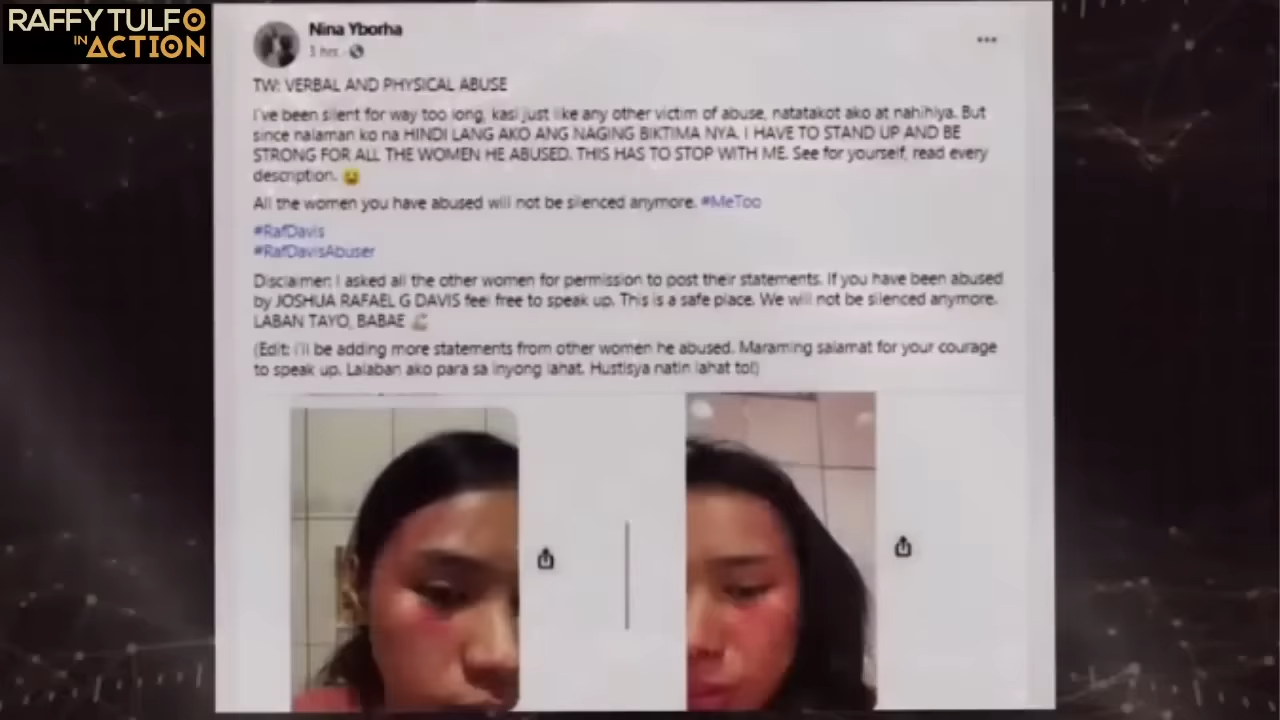 RAFFY TULFO
IN ACTION
Nina Yborha
3 hrs ·
TW: VERBAL AND PHYSICAL ABUSE
I've been silent for way too long, kasi just like any other victim of abuse, natatakot ako at nahihiya. But
since nalaman ko na HINDI LANG AKO ANG NAGING BIKTIMA NYA. I HAVE TO STAND UP AND BE
STRONG FOR ALL THE WOMEN HE ABUSED. THIS HAS TO STOP WITH ME. See for yourself, read every
description. 😫
All the women you have abused will not be silenced anymore. #MeToo
#RafDavis
#RafDavisAbuser
Disclaimer: I asked all the other women for permission to post their statements. If you have been abused
by JOSHUA RAFAEL G DAVIS feel free to speak up. This is a safe place. We will not be silenced anymore.
LABAN TAYO, BABAE 💪
(Edit: I'll be adding more statements from other women he abused. Maraming salamat for your courage
to speak up. Lalaban ako para sa inyong lahat. Hustisya natin lahat to!)